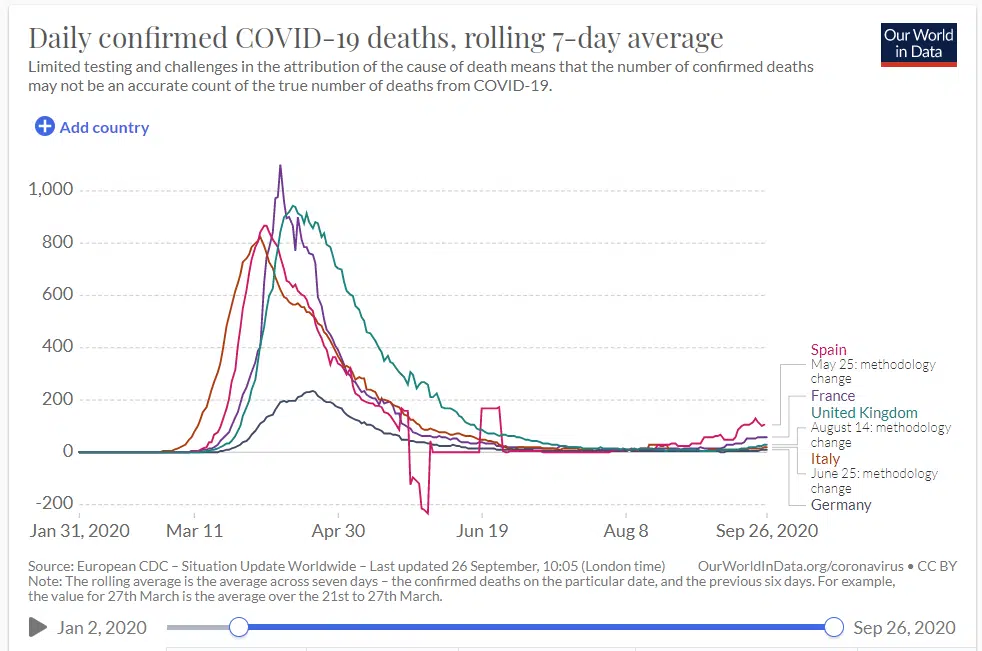 Daily confirmed COVID-19 deaths, rolling 7-day average
Our World
in Data
Limited testing and challenges in the attribution of the cause of death means that the number of confirmed deaths
may not be an accurate count of the true number of deaths from COVID-19.
Add country
1,000
800
600
400
200
0
-200
Spain
May 25: methodology
change
France
United Kingdom
August 14: methodology
change
Italy
June 25: methodology
change
Germany
Jan 31, 2020 Mar 11 Apr 30 Jun 19 Aug 8 Sep 26, 2020
Source: European CDC – Situation Update Worldwide – Last updated 26 September, 10:05 (London time) OurWorldInData.org/coronavirus • CC BY
Note: The rolling average is the average across seven days – the confirmed deaths on the particular date, and the previous six days. For example,
the value for 27th March is the average over the 21st to 27th March.
Jan 2, 2020 Sep 26, 2020